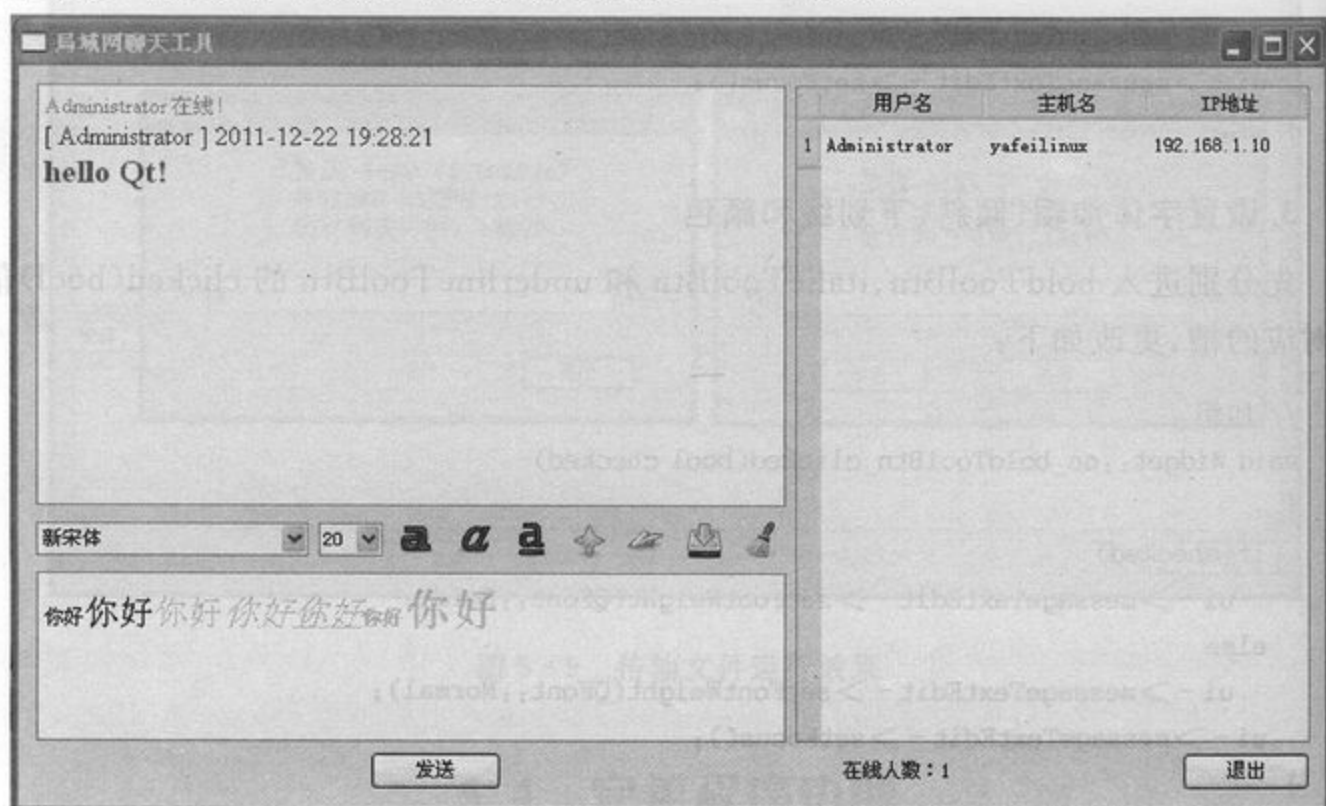 局域网聊天工具
Administrator 在线!
[ Administrator ] 2011-12-22 19:28:21
hello Qt!
用户名 主机名 IP地址
1 Administrator yafeilinux 192.168.1.10
新宋体 20 a a a
你好你好你好你好你好你好你好
发送
在线人数:1 退出